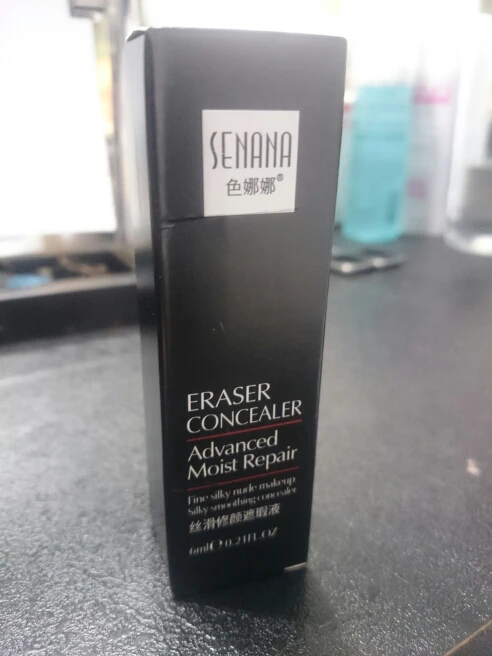 SENANA
色娜娜®
ERASER
CONCEALER
Advanced
Moist Repair
Fine silky nude makeup
Silky smoothing concealer
丝滑修颜遮瑕液
6ml℮0.21FL.OZ